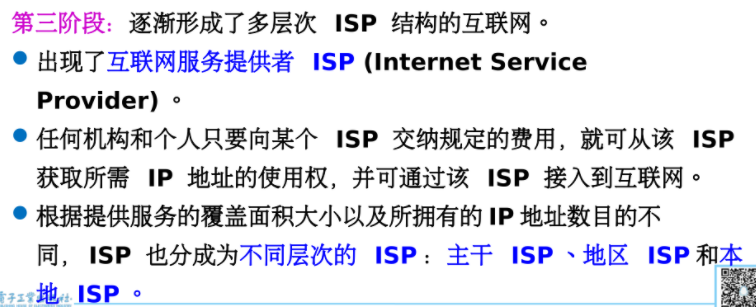 第三阶段：逐渐形成了多层次 ISP 结构的互联网。
出现了互联网服务提供者 ISP (Internet Service
Provider) 。
任何机构和个人只要向某个 ISP 交纳规定的费用，就可从该 ISP
获取所需 IP 地址的使用权，并可通过该 ISP 接入到互联网。
根据提供服务的覆盖面积大小以及所拥有的 IP 地址数目的不
同， ISP 也分成为不同层次的 ISP：主干 ISP、地区 ISP 和本
地 ISP 。